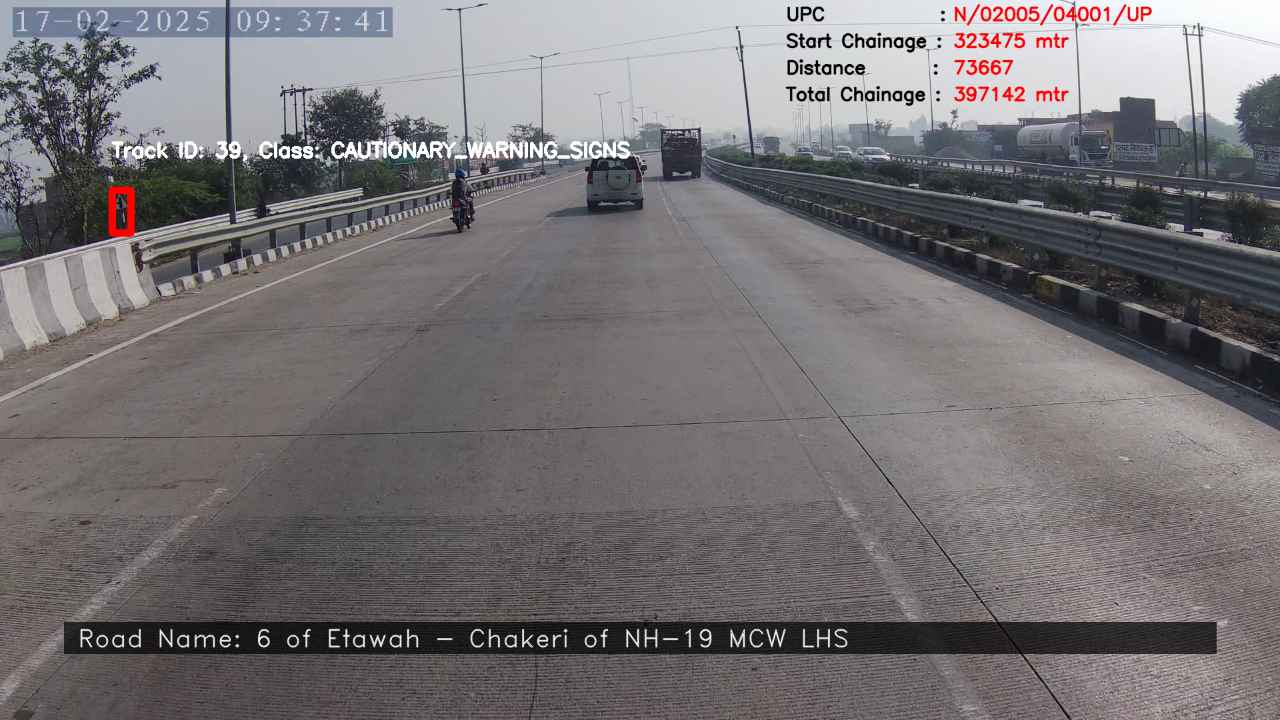 17-02-2025 09:37:41
UPC : N/02005/04001/UP
Start Chainage : 323475 mtr
Distance : 73667
Total Chainage : 397142 mtr
Track ID: 39, Class: CAUTIONARY_WARNING_SIGNS
Road Name: 6 of Etawah - Chakeri of NH-19 MCW LHS